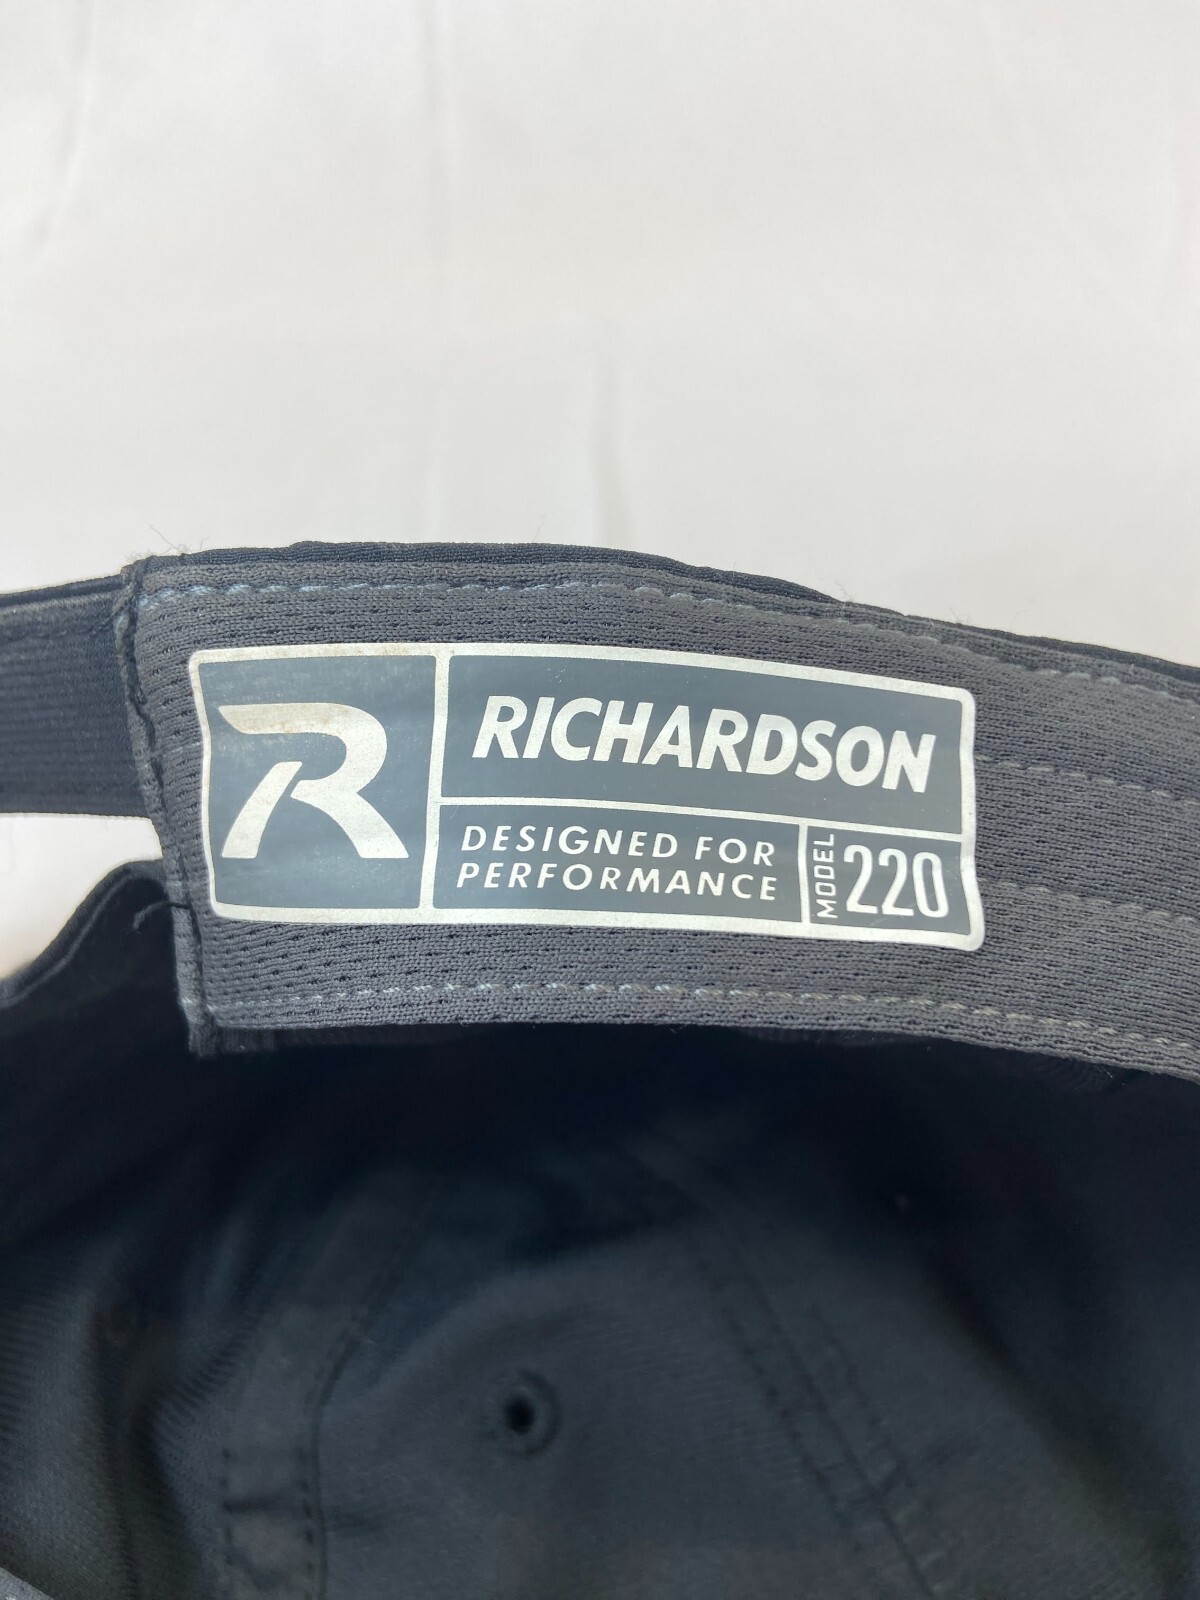 R
RICHARDSON
DESIGNED FOR
PERFORMANCE
MODEL
220